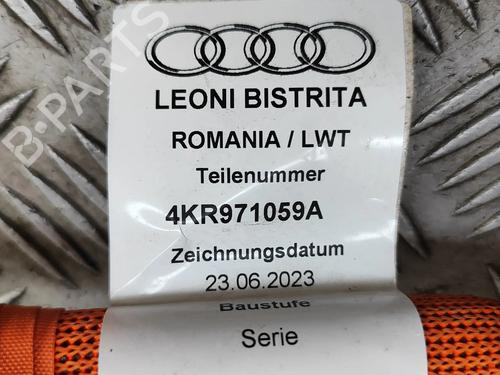 LEONI BISTRITA
ROMANIA / LWT
Teilenummer
4KR971059A
Zeichnungsdatum
23.06.2023
Baustufe
Serie
B-PARTS